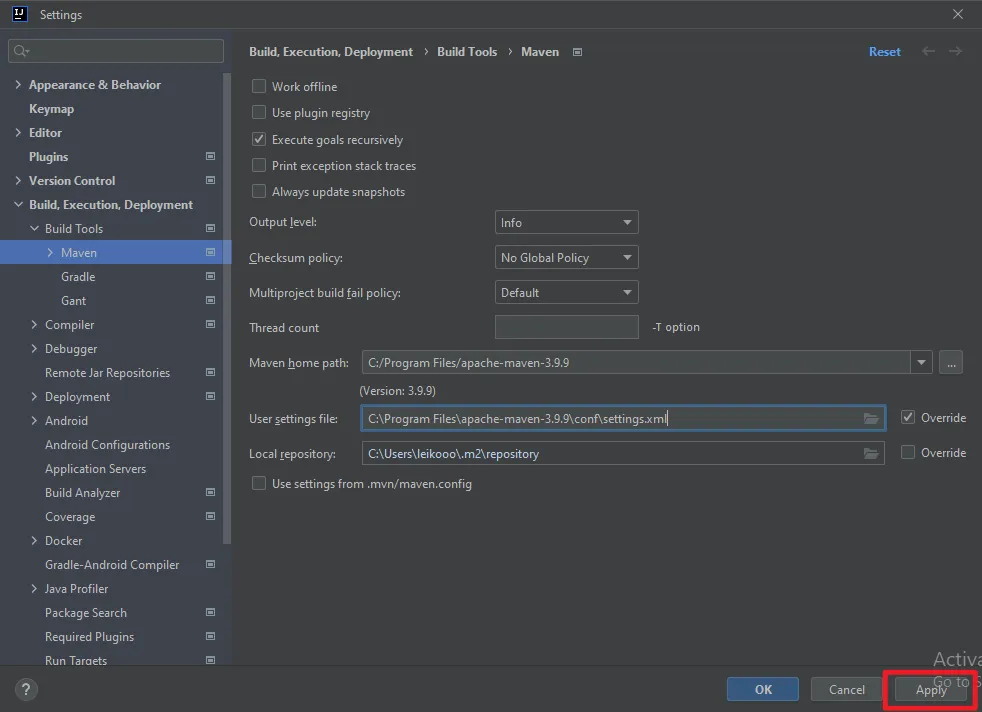 Settings
Build, Execution, Deployment › Build Tools › Maven
Reset
Appearance & Behavior
Keymap
Editor
Plugins
Version Control
Build, Execution, Deployment
Build Tools
Maven
Gradle
Gant
Compiler
Debugger
Remote Jar Repositories
Deployment
Android
Android Configurations
Application Servers
Build Analyzer
Coverage
Docker
Gradle-Android Compiler
Java Profiler
Package Search
Required Plugins
Run Targets
Work offline
Use plugin registry
Execute goals recursively
Print exception stack traces
Always update snapshots
Output level: Info
Checksum policy: No Global Policy
Multiproject build fail policy: Default
Thread count -T option
Maven home path: C:/Program Files/apache-maven-3.9.9 ...
(Version: 3.9.9)
User settings file: C:\Program Files\apache-maven-3.9.9\conf\settings.xml Override
Local repository: C:\Users\leikooo\.m2\repository Override
Use settings from .mvn/maven.config
? OK Cancel Apply
Go to